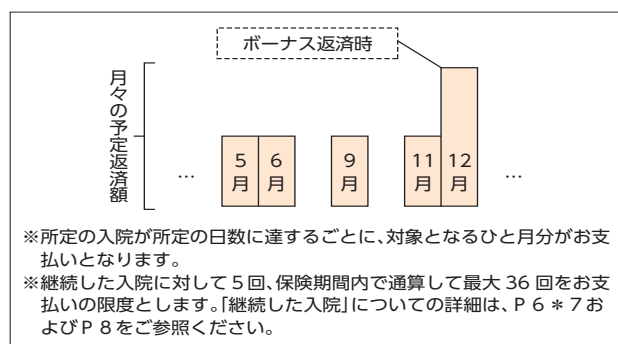 ボーナス返済時
月々の予定返済額
…
5月
6月
9月
11月
12月
…
※所定の入院が所定の日数に達するごとに、対象となるひと月分がお支
払いとなります。
※継続した入院に対して5回、保険期間内で通算して最大36回をお支
払いの限度とします。「継続した入院」についての詳細は、P6*7お
よびP8をご参照ください。